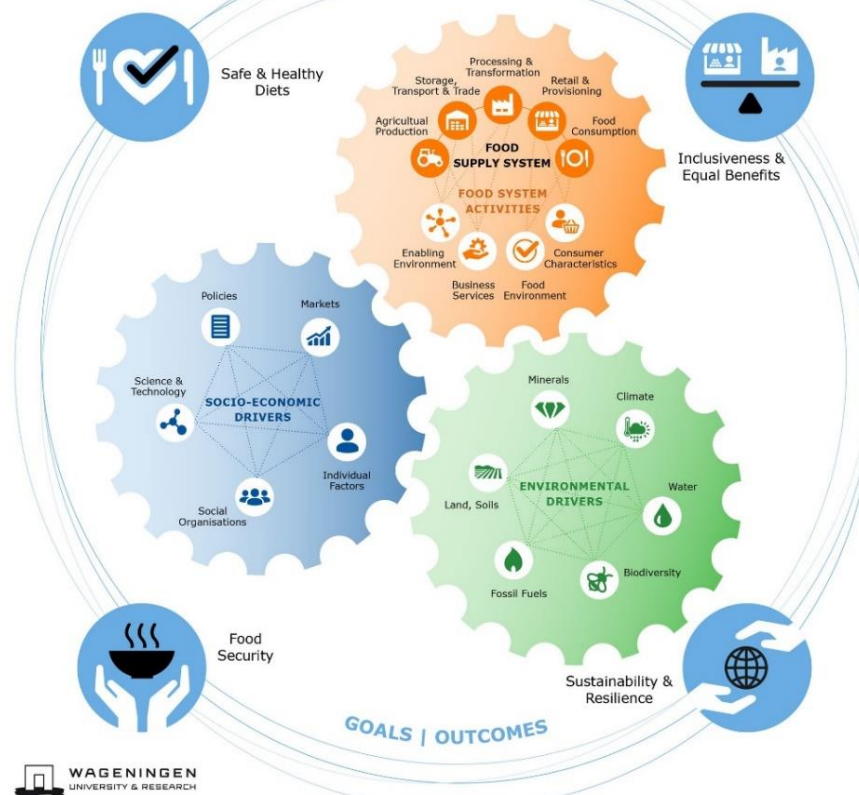 Safe & Healthy
Diets
Processing &
Transformation
Storage,
Transport & Trade
Retail &
Provisioning
Agricultual
Production
Food
Consumption
FOOD
SUPPLY SYSTEM
FOOD SYSTEM
ACTIVITIES
Enabling
Environment
Business
Services
Food
Environment
Consumer
Characteristics
Inclusiveness &
Equal Benefits
Policies
Markets
Science &
Technology
SOCIO-ECONOMIC
DRIVERS
Individual
Factors
Social
Organisations
Minerals
Climate
Land, Soils
ENVIRONMENTAL
DRIVERS
Water
Fossil Fuels
Biodiversity
Food
Security
Sustainability &
Resilience
GOALS | OUTCOMES
WAGENINGEN
UNIVERSITY & RESEARCH